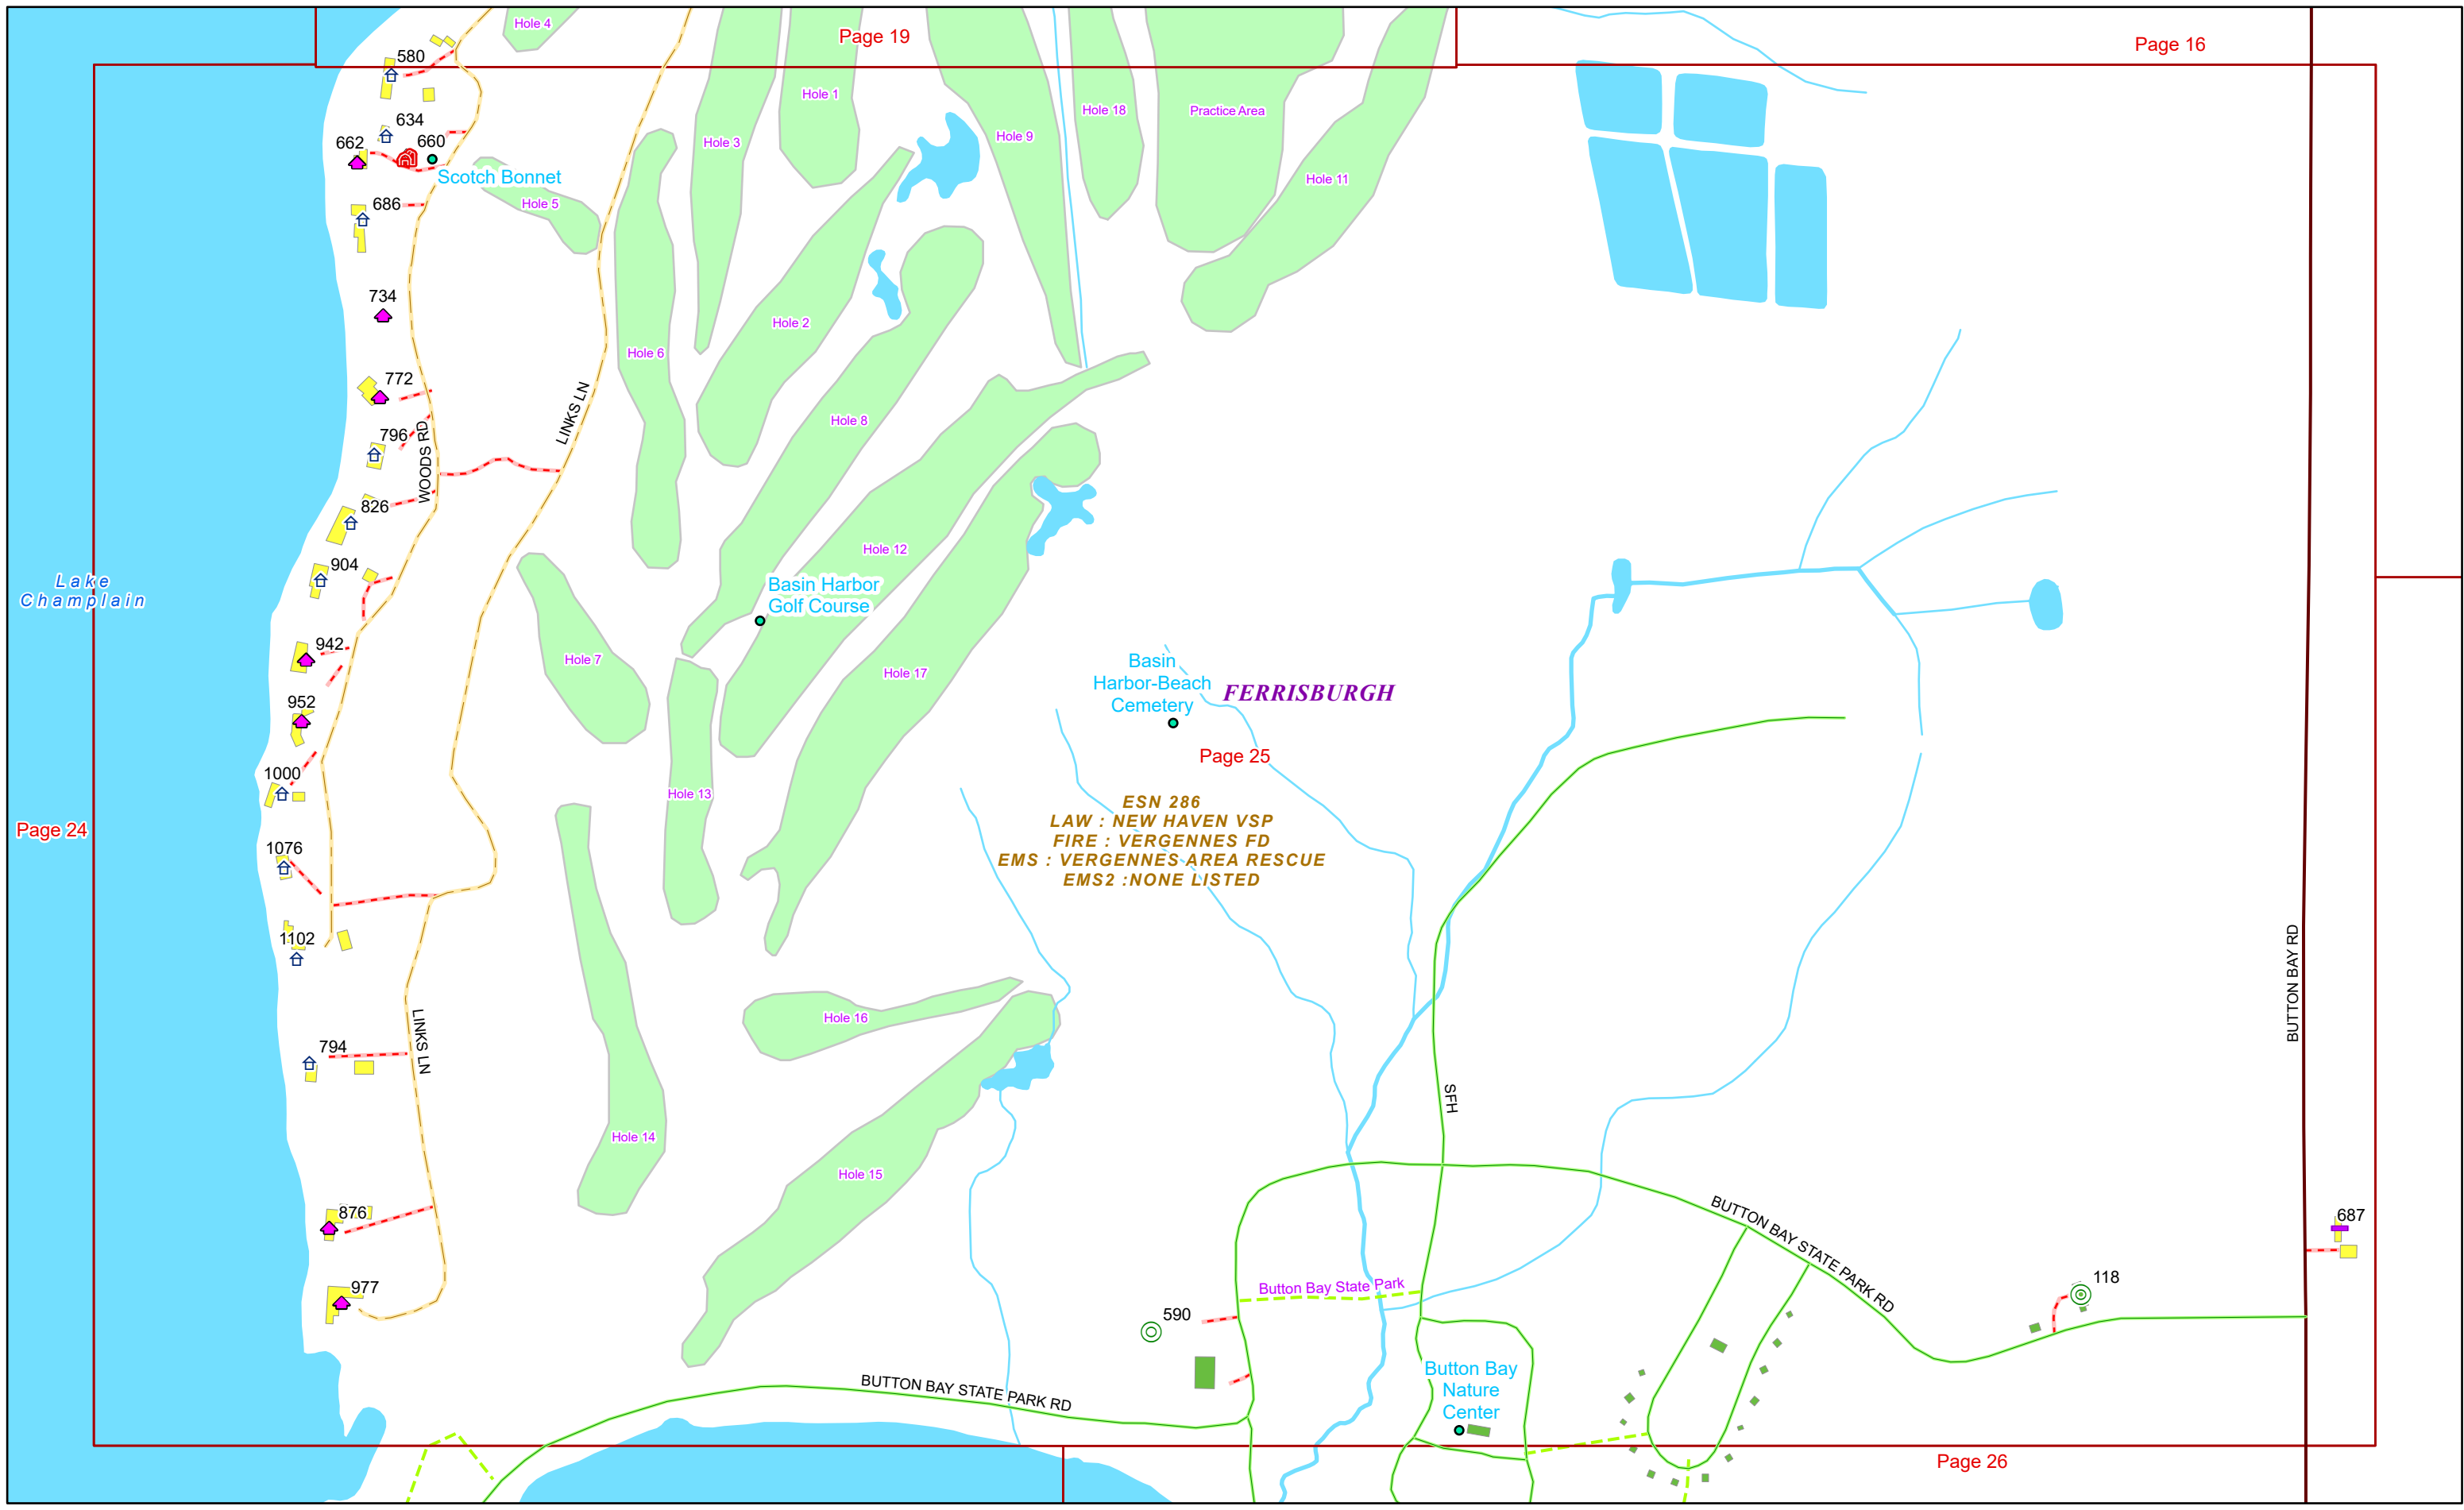 Hole 4
Page 19
Page 16
580
Hole 1
Hole 18
Practice Area
634
660
662
Hole 3
Hole 9
Scotch Bonnet
Hole 11
686
Hole 5
734
Hole 2
Hole 6
772
LINKS LN
Hole 8
796
WOODS RD
826
Hole 12
904
Lake
Champlain
Basin Harbor
Golf Course
942
Hole 7
Hole 17
Basin
Harbor-Beach
Cemetery
FERRISBURGH
952
Page 25
1000
Hole 13
ESN 286
LAW : NEW HAVEN VSP
FIRE : VERGENNES FD
EMS : VERGENNES AREA RESCUE
EMS2 :NONE LISTED
Page 24
1076
1102
BUTTON BAY RD
Hole 16
794
LINKS LN
SFH
Hole 14
Hole 15
876
BUTTON BAY STATE PARK RD
687
977
Button Bay State Park
118
590
BUTTON BAY STATE PARK RD
Button Bay
Nature
Center
Page 26